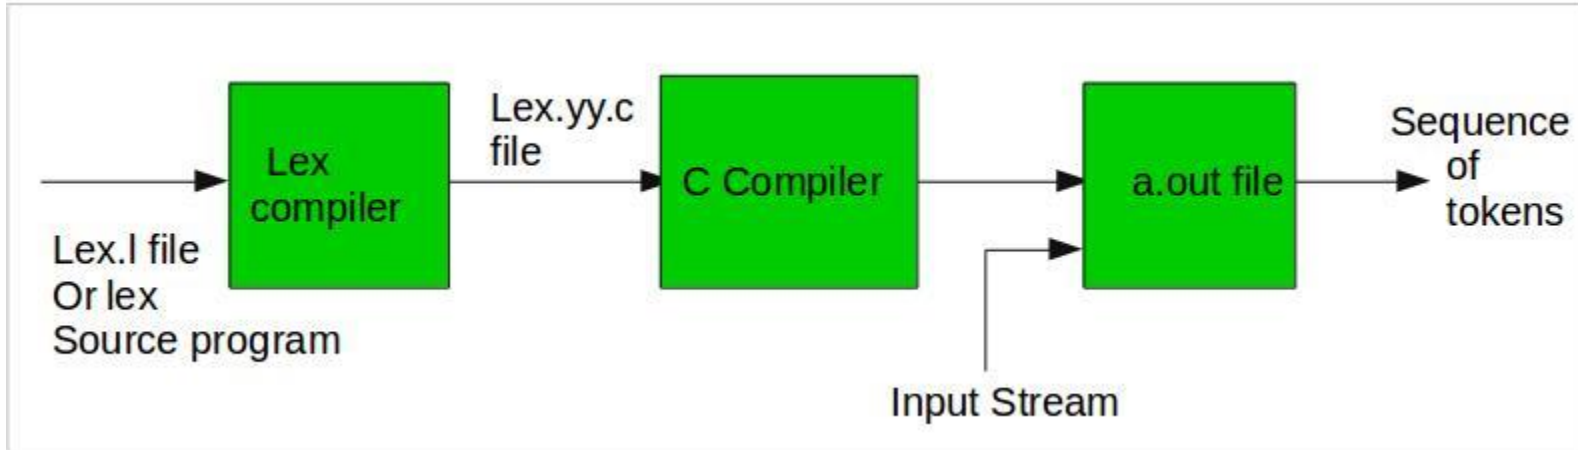 Lex.l file
Or lex
Source program
Lex
compiler
Lex.yy.c
file
C Compiler
a.out file
Input Stream
Sequence
of
tokens